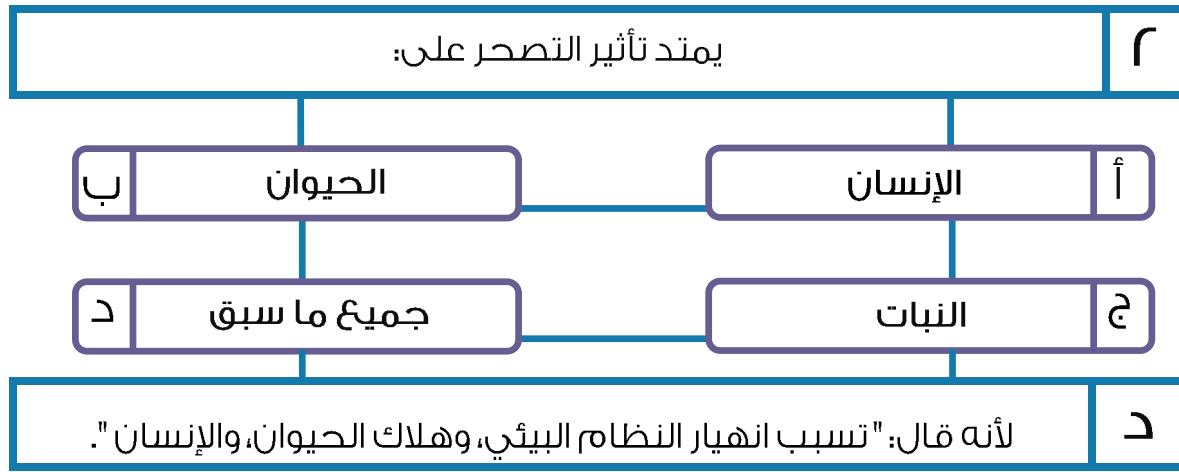 ٢ يمتد تأثير التصحر على:
أ الإنسان
ب الحيوان
ج النبات
د جميع ما سبق
د لأنه قال: "تسبب انهيار النظام البيئي، وهلاك الحيوان، والإنسان".